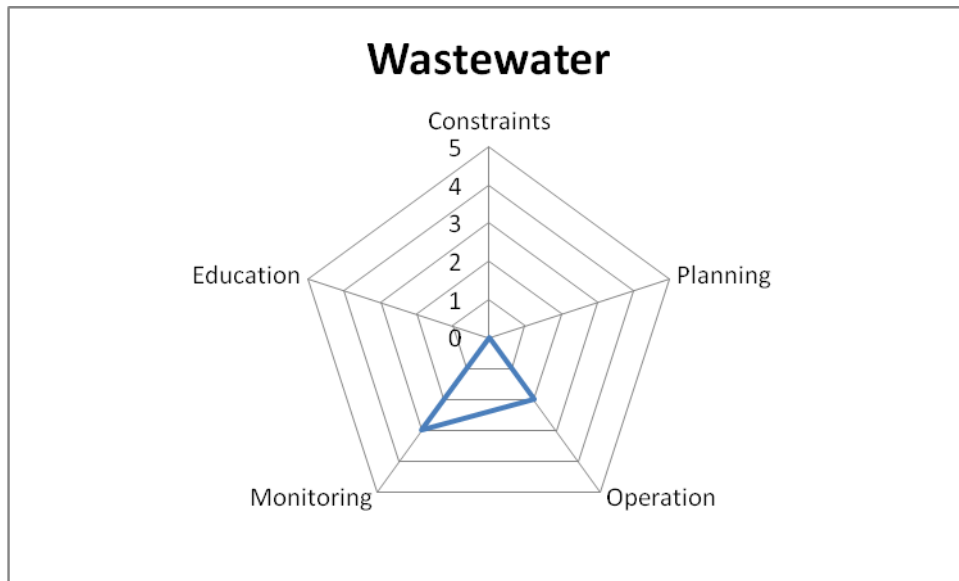 Wastewater
Constraints
5
4
3
2
1
0
Education
Planning
Monitoring
Operation